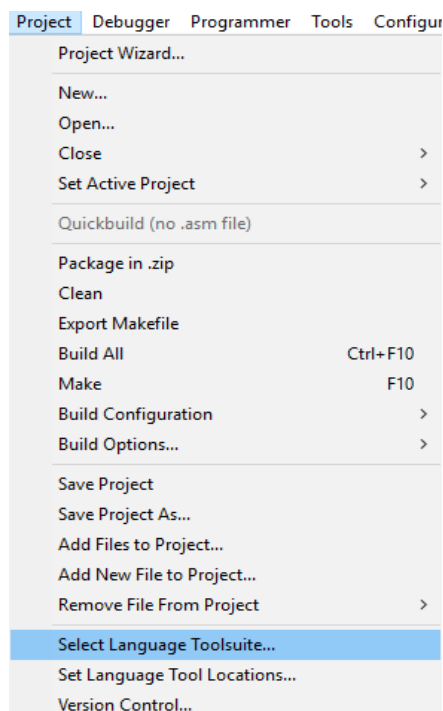 Project Debugger Programmer Tools Configur
Project Wizard...
New...
Open...
Close >
Set Active Project >
Quickbuild (no .asm file)
Package in .zip
Clean
Export Makefile
Build All Ctrl+F10
Make F10
Build Configuration >
Build Options... >
Save Project
Save Project As...
Add Files to Project...
Add New File to Project...
Remove File From Project >
Select Language Toolsuite...
Set Language Tool Locations...
Version Control...